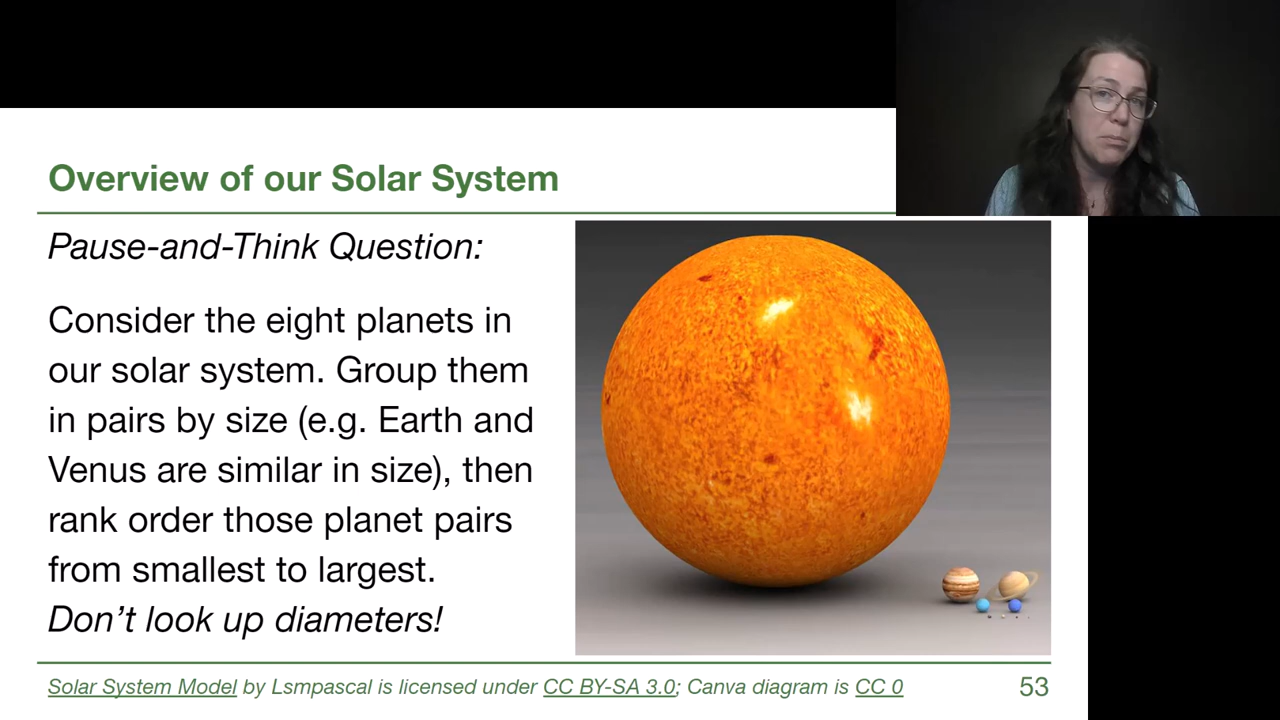 Overview of our Solar System
Pause-and-Think Question:
Consider the eight planets in
our solar system. Group them
in pairs by size (e.g. Earth and
Venus are similar in size), then
rank order those planet pairs
from smallest to largest.
Don’t look up diameters!
Solar System Model by Lsmpascal is licensed under CC BY-SA 3.0; Canva diagram is CC 0
53